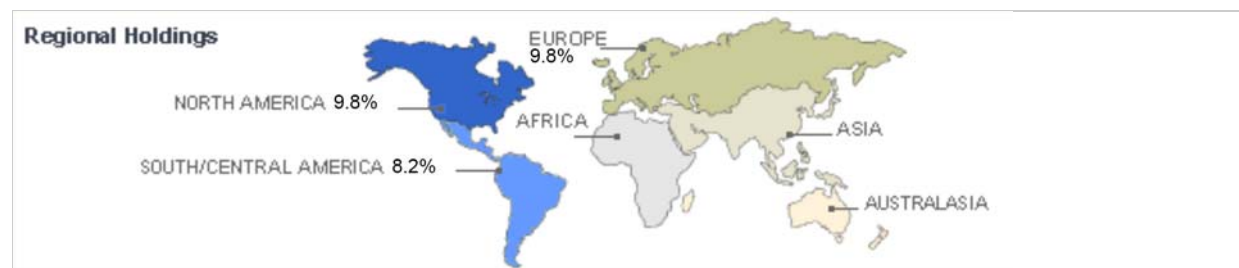 Regional Holdings
EUROPE
9.8%
NORTH AMERICA 9.8%
AFRICA
ASIA
SOUTH/CENTRAL AMERICA 8.2%
AUSTRALASIA